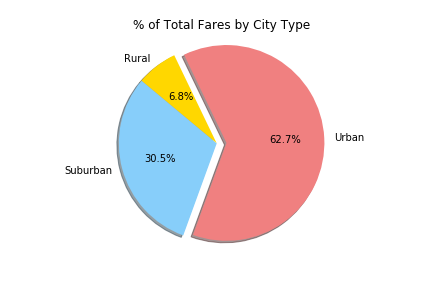 % of Total Fares by City Type
Rural
6.8%
Urban
62.7%
30.5%
Suburban